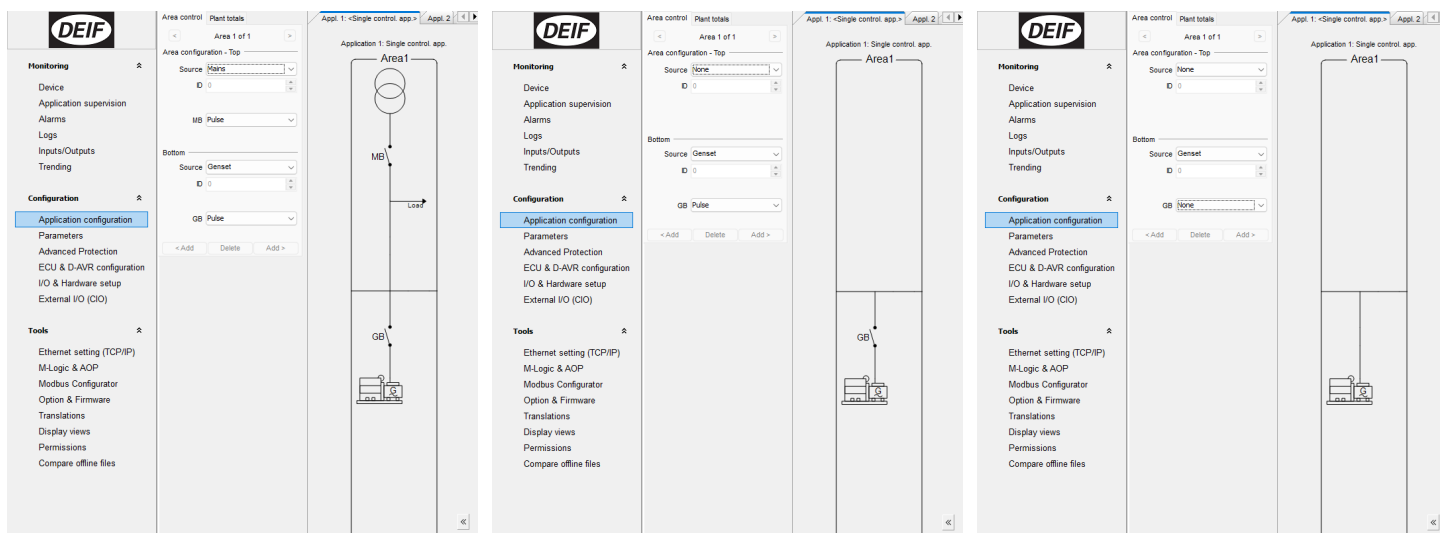 DEIF
Monitoring
Device
Application supervision
Alarms
Logs
Inputs/Outputs
Trending
Configuration
Application configuration
Parameters
Advanced Protection
ECU & D-AVR configuration
I/O & Hardware setup
External I/O (CIO)
Tools
Ethernet setting (TCP/IP)
M-Logic & AOP
Modbus Configurator
Option & Firmware
Translations
Display views
Permissions
Compare offline files
Area control Plant totals
< Area 1 of 1 >
Area configuration - Top
Source Mains
ID 0
MB Pulse
Bottom
Source Genset
ID 0
GB Pulse
< Add Delete Add >
Appl. 1: <Single control. app.> Appl. 2
Application 1: Single control. app.
Area1
MB
Load
GB
G
DEIF
Monitoring
Device
Application supervision
Alarms
Logs
Inputs/Outputs
Trending
Configuration
Application configuration
Parameters
Advanced Protection
ECU & D-AVR configuration
I/O & Hardware setup
External I/O (CIO)
Tools
Ethernet setting (TCP/IP)
M-Logic & AOP
Modbus Configurator
Option & Firmware
Translations
Display views
Permissions
Compare offline files
Area control Plant totals
< Area 1 of 1 >
Area configuration - Top
Source None
ID 0
Bottom
Source Genset
ID 0
GB Pulse
< Add Delete Add >
Appl. 1: <Single control. app.> Appl. 2
Application 1: Single control. app.
Area1
GB
G
DEIF
Monitoring
Device
Application supervision
Alarms
Logs
Inputs/Outputs
Trending
Configuration
Application configuration
Parameters
Advanced Protection
ECU & D-AVR configuration
I/O & Hardware setup
External I/O (CIO)
Tools
Ethernet setting (TCP/IP)
M-Logic & AOP
Modbus Configurator
Option & Firmware
Translations
Display views
Permissions
Compare offline files
Area control Plant totals
< Area 1 of 1 >
Area configuration - Top
Source None
ID 0
Bottom
Source Genset
ID 0
GB None
< Add Delete Add >
Appl. 1: <Single control. app.> Appl. 2
Application 1: Single control. app.
Area1
G